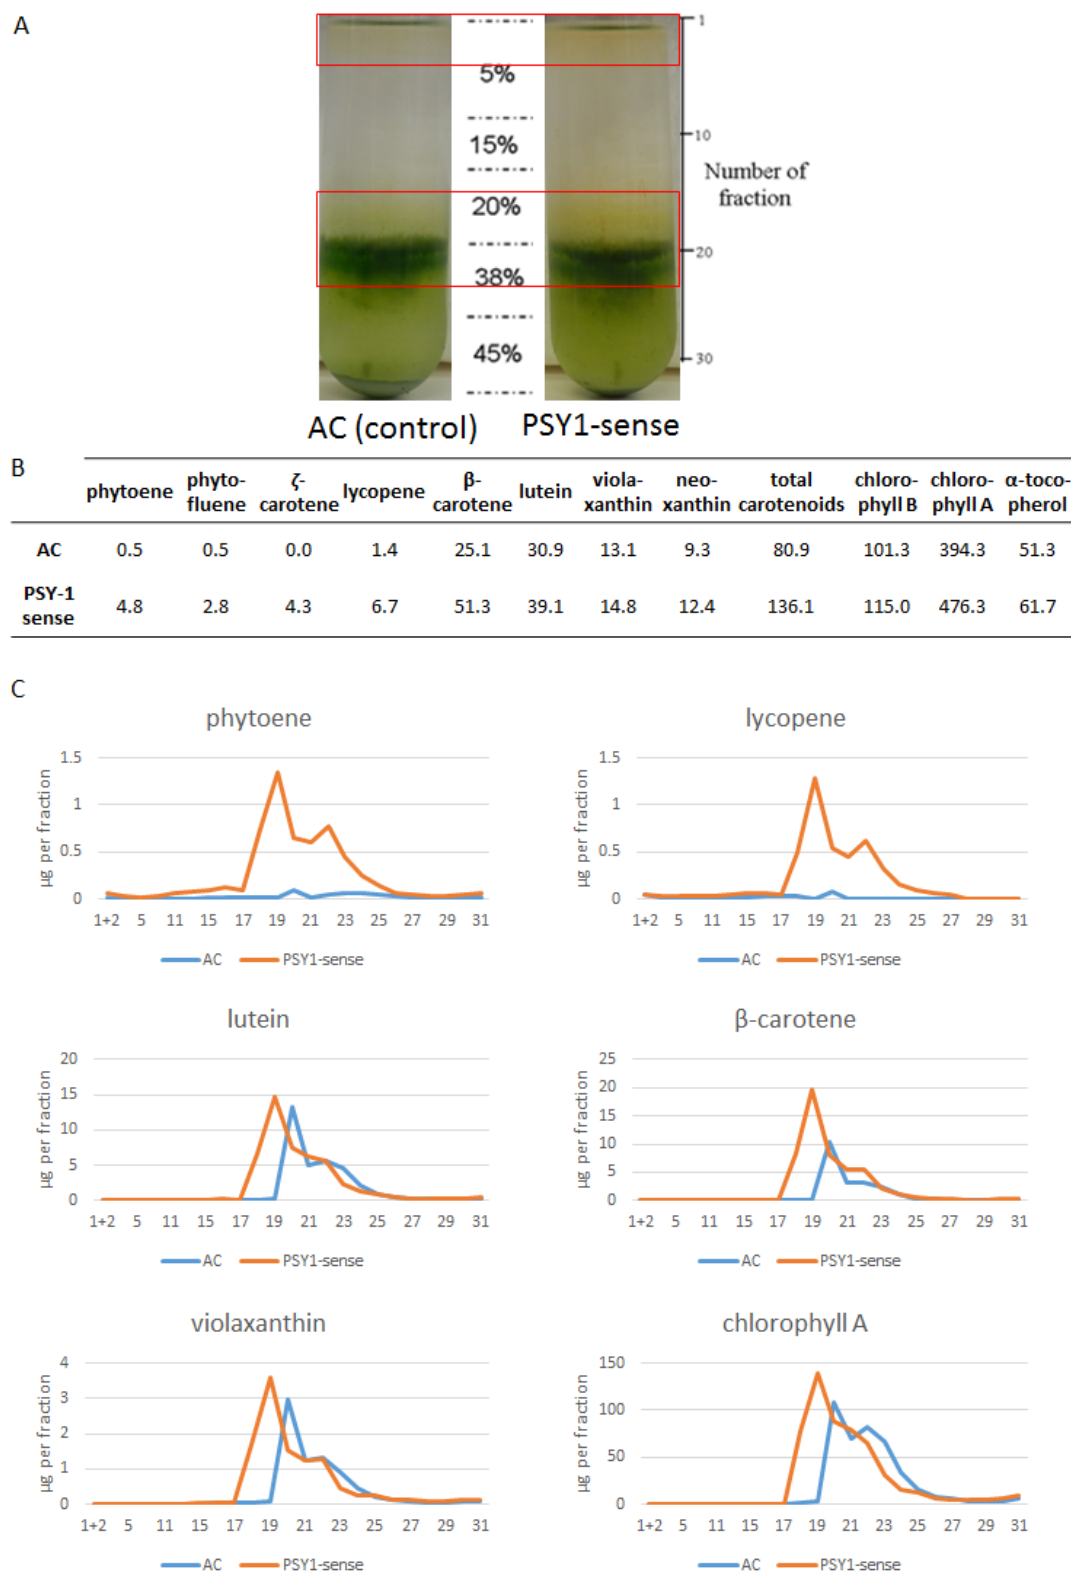 A
1
5%
10
15%
Number of
fraction
20%
20
38%
45%
30
AC (control)
PSY1-sense
B
phytoene phyto-fluene ζ-carotene lycopene β-carotene lutein viola-xanthin neo-xanthin total carotenoids chloro-phyll B chloro-phyll A α-toco-pherol
AC 0.5 0.5 0.0 1.4 25.1 30.9 13.1 9.3 80.9 101.3 394.3 51.3
PSY-1 sense 4.8 2.8 4.3 6.7 51.3 39.1 14.8 12.4 136.1 115.0 476.3 61.7
C
phytoene
µg per fraction
1.5
1
0.5
0
1+2 5 11 15 17 19 21 23 25 27 29 31
AC PSY1-sense
lycopene
µg per fraction
1.5
1
0.5
0
1+2 5 11 15 17 19 21 23 25 27 29 31
AC PSY1-sense
lutein
µg per fraction
20
15
10
5
0
1+2 5 11 15 17 19 21 23 25 27 29 31
AC PSY1-sense
β-carotene
µg per fraction
25
20
15
10
5
0
1+2 5 11 15 17 19 21 23 25 27 29 31
AC PSY1-sense
violaxanthin
µg per fraction
4
3
2
1
0
1+2 5 11 15 17 19 21 23 25 27 29 31
AC PSY1-sense
chlorophyll A
µg per fraction
150
100
50
0
1+2 5 11 15 17 19 21 23 25 27 29 31
AC PSY1-sense